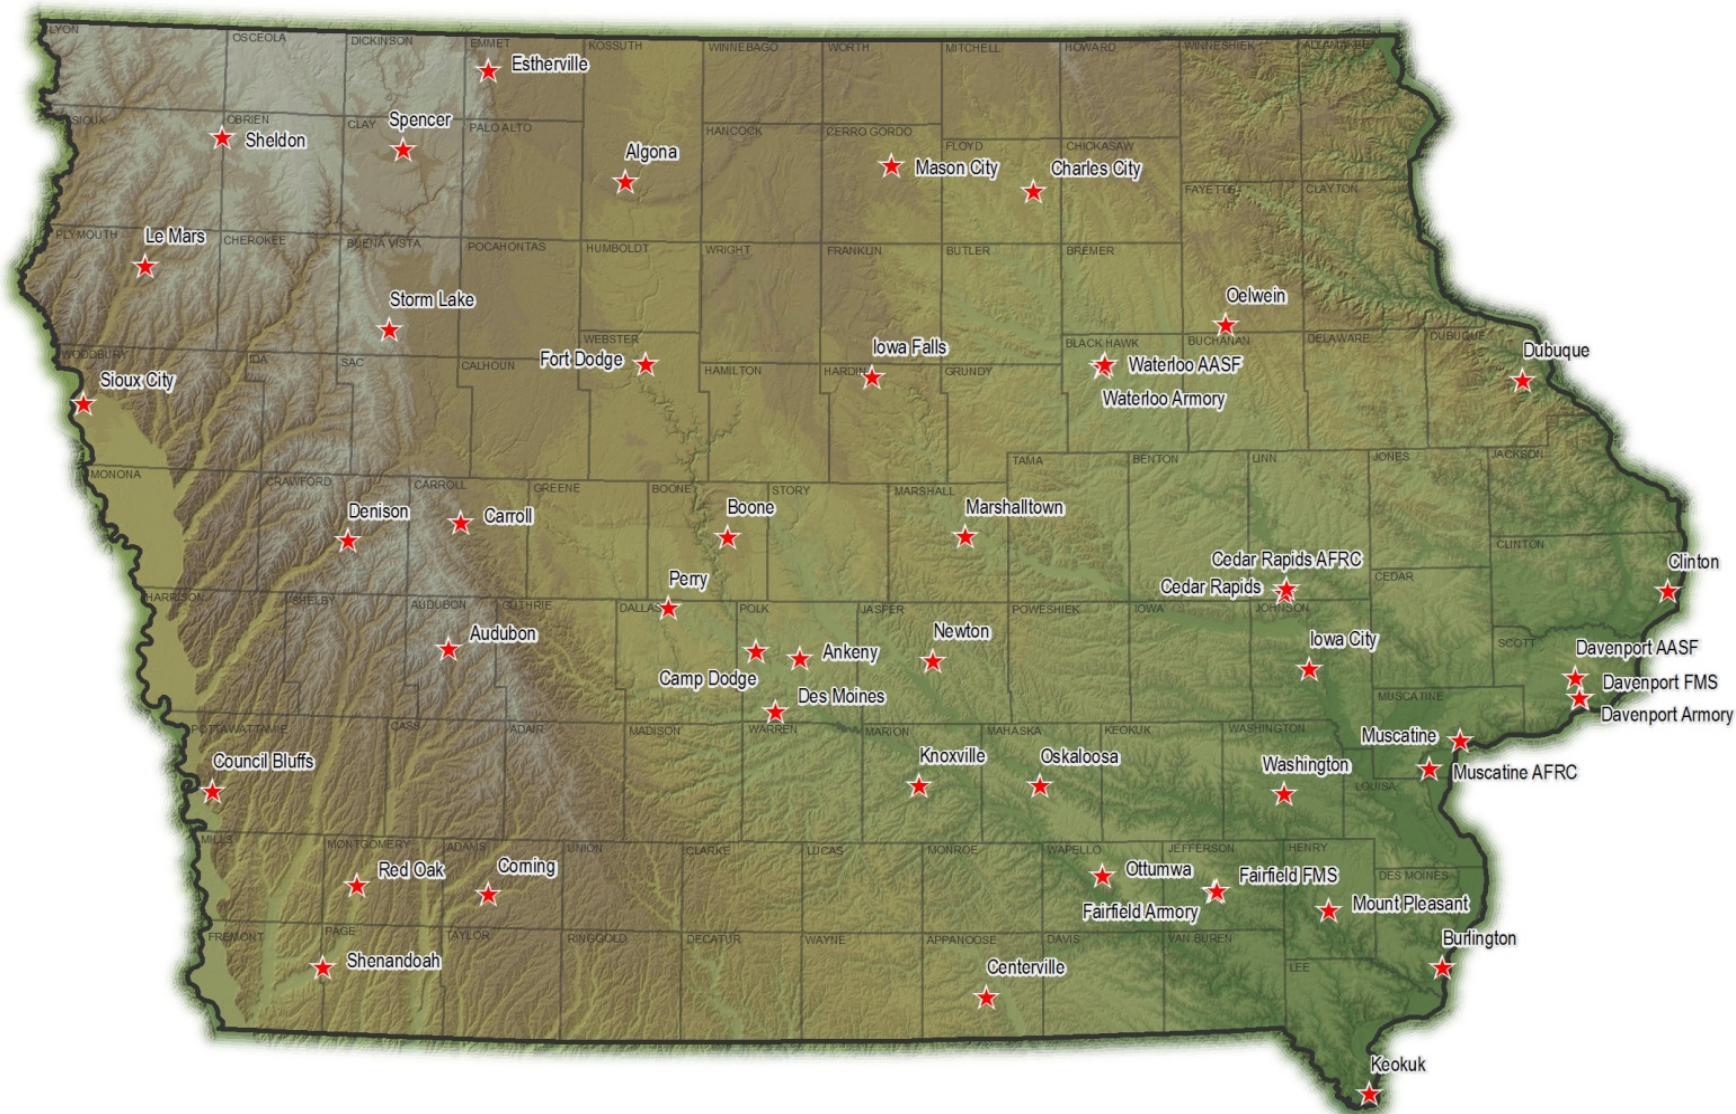 LYON
OSCEOLA
DICKINSON
EMMET
KOSSUTH
WINNEBAGO
WORTH
MITCHELL
HOWARD
WINNESHIEK
ALLAMAKEE
Estherville
SIOUX
OBRIEN
CLAY
Spencer
PALO ALTO
HANCOCK
CERRO GORDO
FLOYD
CHICKASAW
Sheldon
Algona
Mason City
Charles City
FAYETTE
CLAYTON
PLYMOUTH
Le Mars
CHEROKEE
BUENA VISTA
POCAHONTAS
HUMBOLDT
WRIGHT
FRANKLIN
BUTLER
BREMER
Storm Lake
Oelwein
WEBSTER
BLACK HAWK
BUCHANAN
DELAWARE
DUBUQUE
WOODBURY
IDA
SAC
CALHOUN
Fort Dodge
HAMILTON
HARDIN
Iowa Falls
GRUNDY
Waterloo AASF
Waterloo Armory
Dubuque
Sioux City
MONONA
CRAWFORD
CARROLL
GREENE
BOONE
STORY
MARSHALL
TAMA
BENTON
LINN
JONES
JACKSON
Denison
Carroll
Boone
Marshalltown
CLINTON
Cedar Rapids AFRC
Cedar Rapids
CEDAR
Clinton
HARRISON
SHELBY
AUDUBON
GUTHRIE
DALLAS
Perry
POLK
JASPER
POWESHIEK
IOWA
JOHNSON
Audubon
Camp Dodge
Ankeny
Newton
Iowa City
SCOTT
Davenport AASF
Davenport FMS
Davenport Armory
Des Moines
MUSCATINE
POTTAWATTAMIE
CASS
ADAIR
MADISON
WARREN
MARION
MAHASKA
KEOKUK
WASHINGTON
Muscatine
Muscatine AFRC
Council Bluffs
Knoxville
Oskaloosa
Washington
LOUISA
MILLS
MONTGOMERY
ADAMS
UNION
CLARKE
LUCAS
MONROE
WAPELLO
JEFFERSON
HENRY
DES MOINES
Red Oak
Corning
Ottumwa
Fairfield FMS
Fairfield Armory
Mount Pleasant
FREMONT
PAGE
TAYLOR
RINGGOLD
DECATUR
WAYNE
APPANOOSE
DAVIS
VAN BUREN
LEE
Burlington
Shenandoah
Centerville
Keokuk